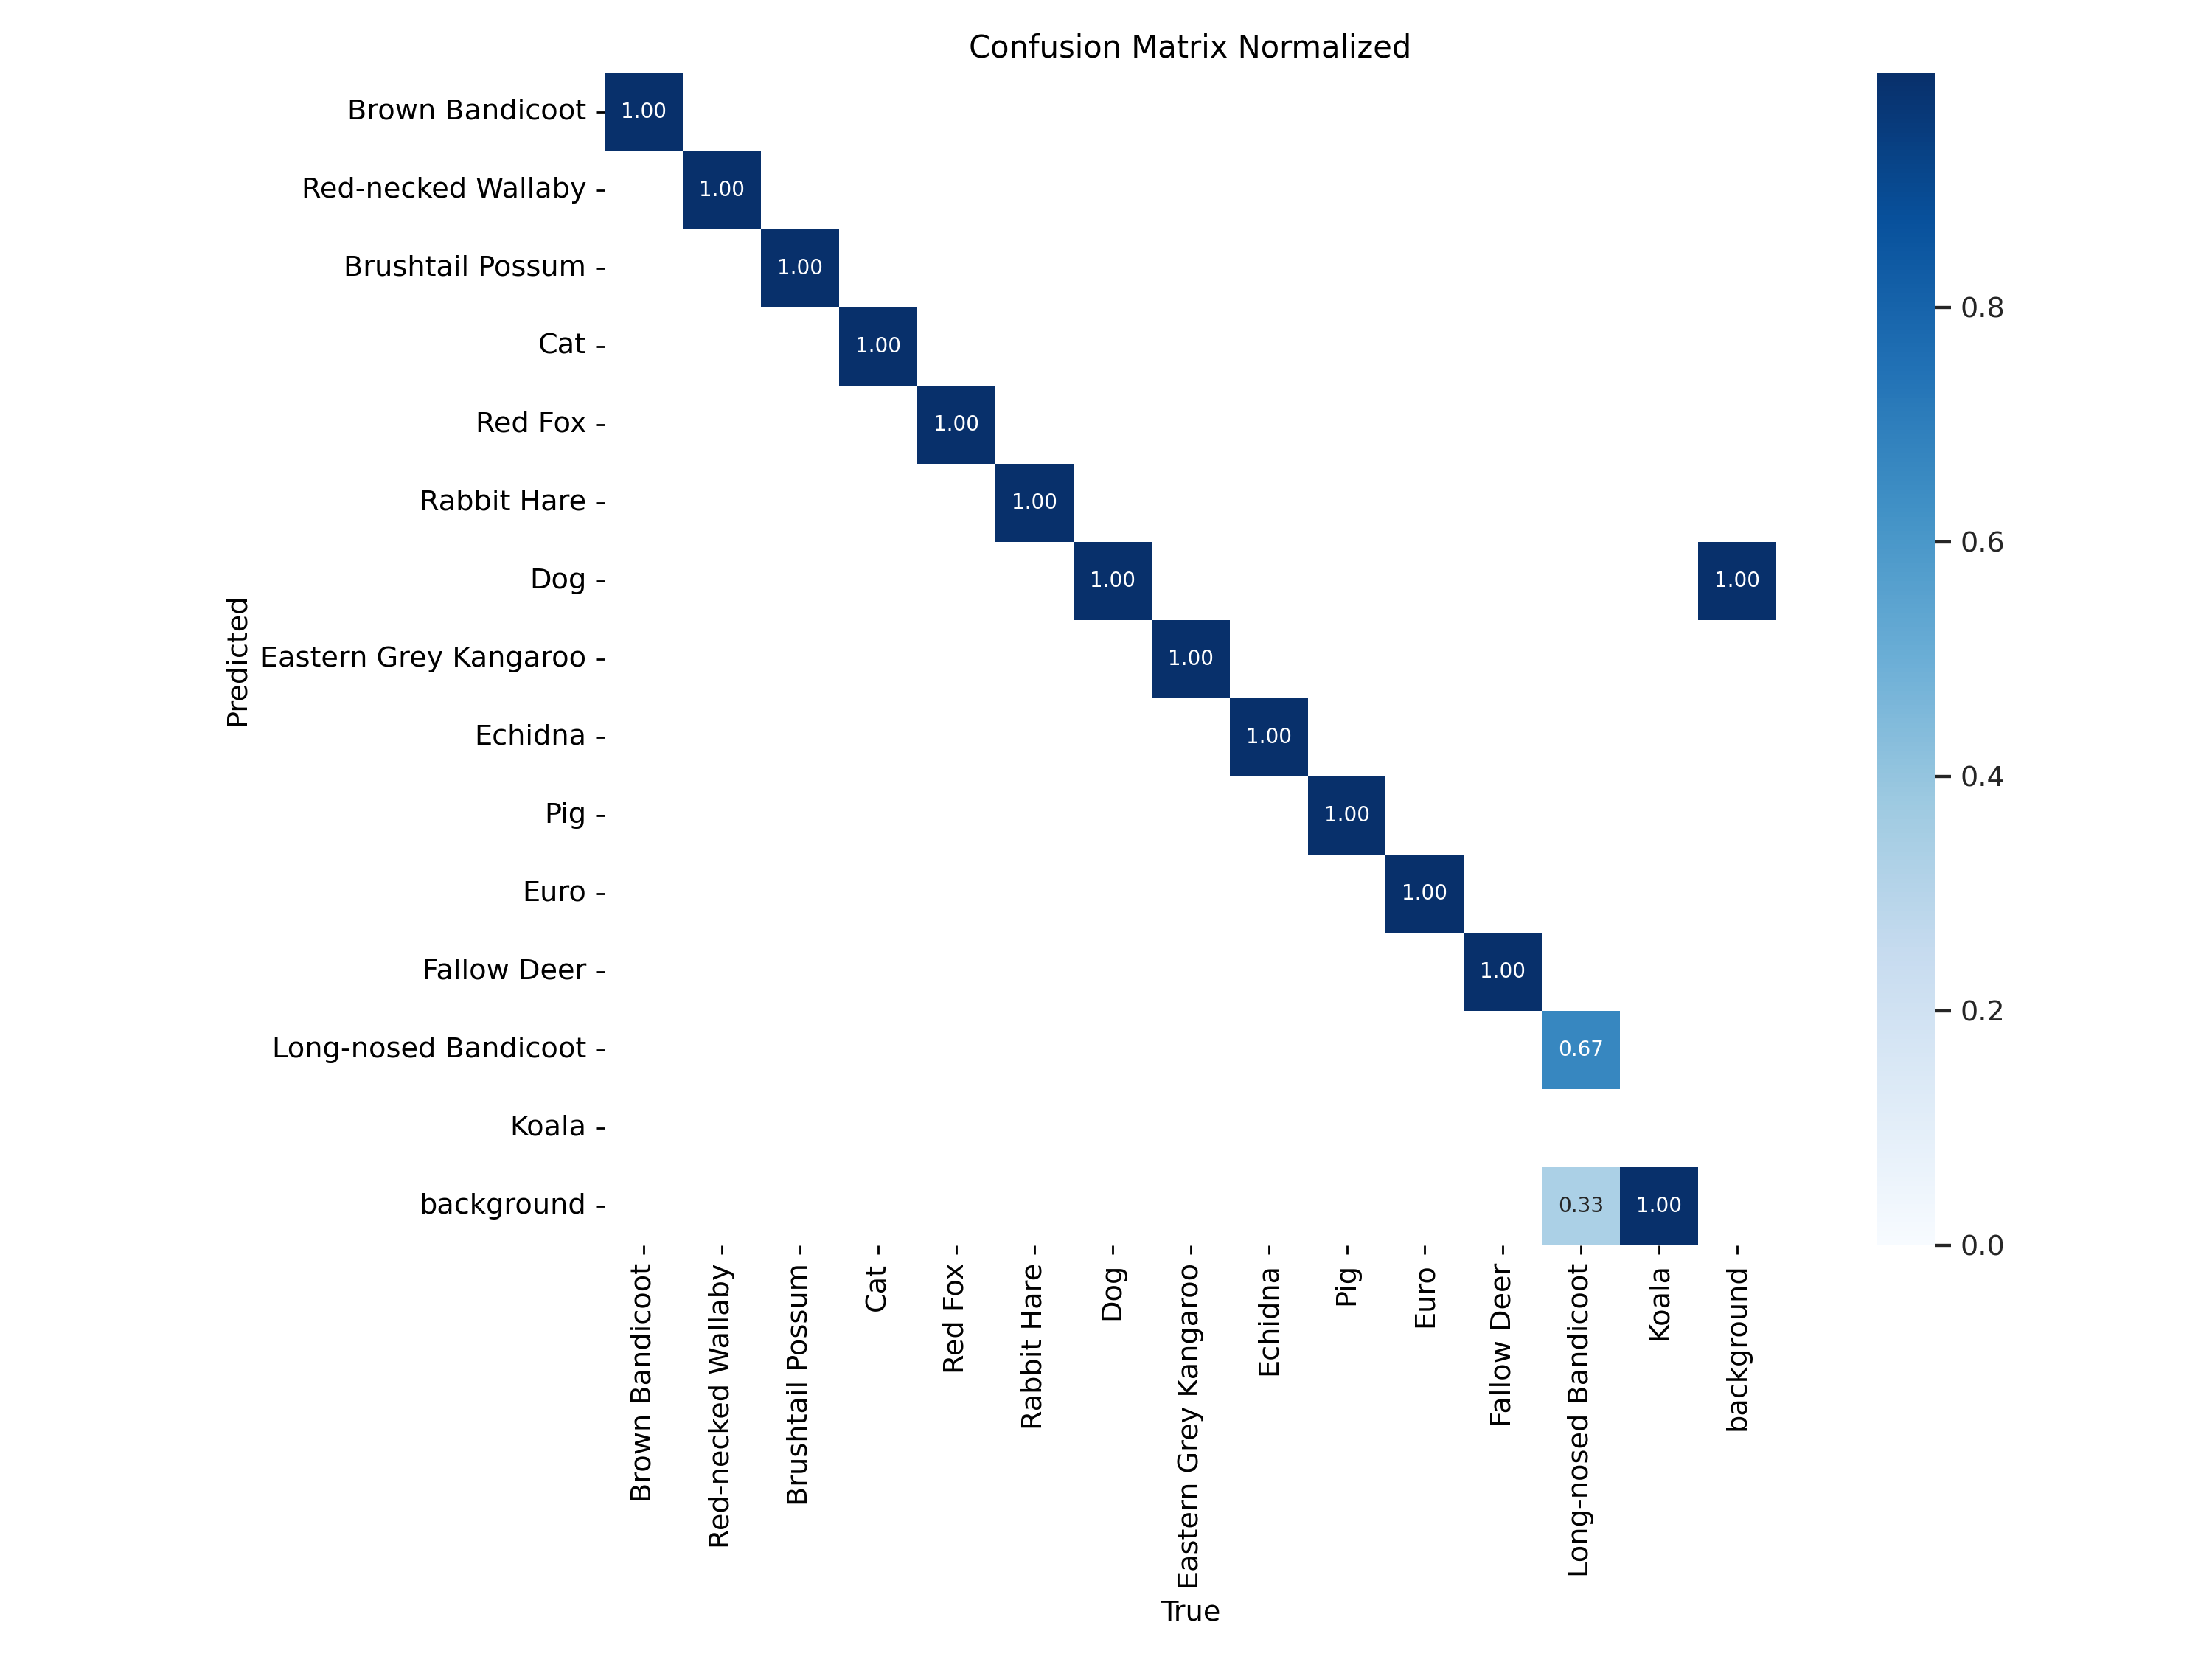 Confusion Matrix Normalized
Brown Bandicoot
1.00
Red-necked Wallaby
1.00
Brushtail Possum
1.00
Cat
1.00
Red Fox
1.00
Rabbit Hare
1.00
Dog
1.00
1.00
Eastern Grey Kangaroo
1.00
Echidna
1.00
Pig
1.00
Euro
1.00
Fallow Deer
1.00
Long-nosed Bandicoot
0.67
Koala
background
0.33
1.00
Predicted
Brown Bandicoot
Red-necked Wallaby
Brushtail Possum
Cat
Red Fox
Rabbit Hare
Dog
Eastern Grey Kangaroo
Echidna
Pig
Euro
Fallow Deer
Long-nosed Bandicoot
Koala
background
True
0.8
0.6
0.4
0.2
0.0